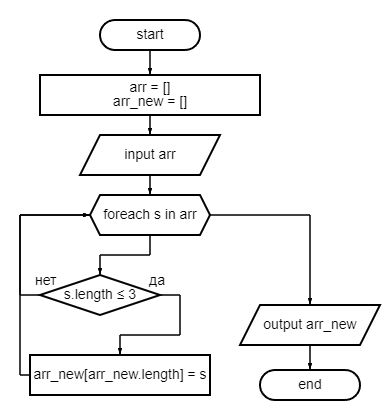 start
arr = []
arr_new = []
input arr
foreach s in arr
нет
да
s.length ≤ 3
arr_new[arr_new.length] = s
output arr_new
end